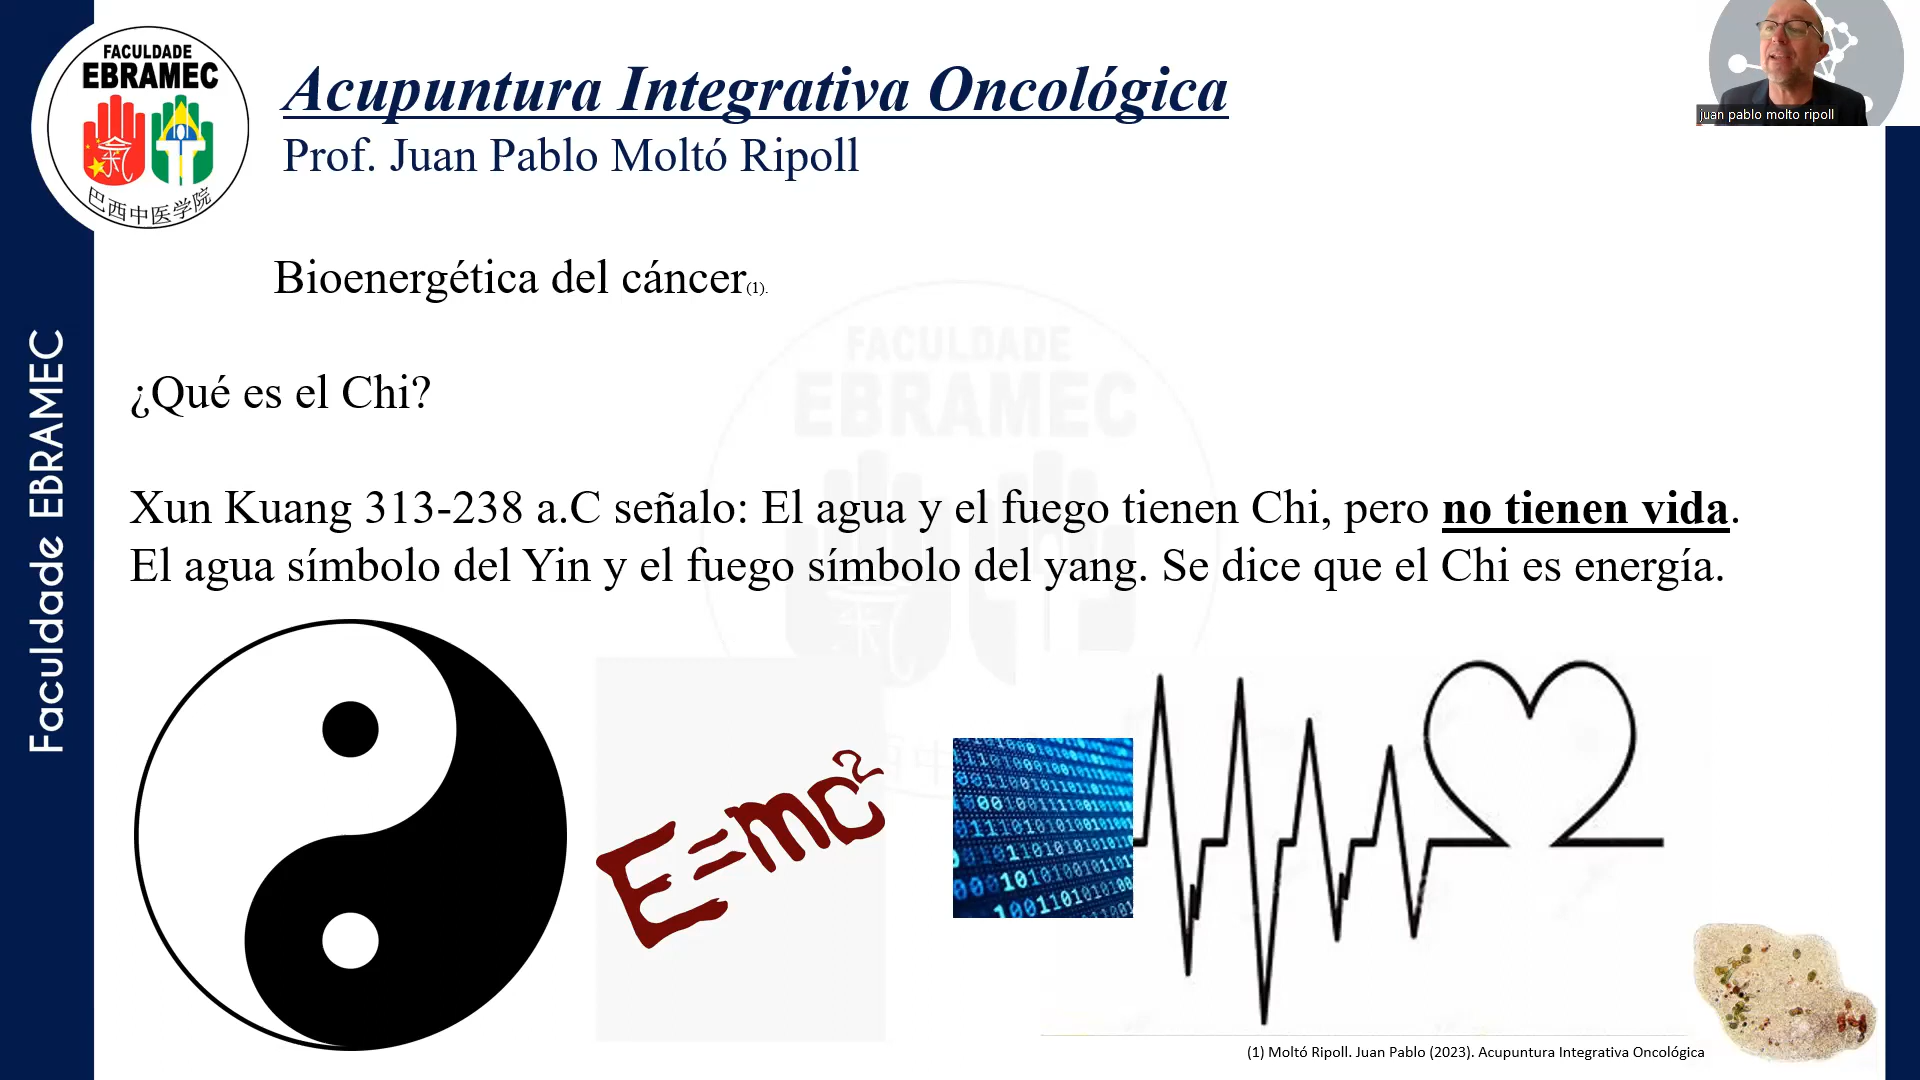 FACULDADE
EBRAMEC
巴西中医学院
Faculdade EBRAMEC
Acupuntura Integrativa Oncológica
Prof. Juan Pablo Moltó Ripoll
juan pablo molto ripoll
Bioenergética del cáncer(1).
FACULDADE
EBRAMEC
¿Qué es el Chi?
Xun Kuang 313-238 a.C señalo: El agua y el fuego tienen Chi, pero no tienen vida.
El agua símbolo del Yin y el fuego símbolo del yang. Se dice que el Chi es energía.
E=mc²
(1) Moltó Ripoll. Juan Pablo (2023). Acupuntura Integrativa Oncológica